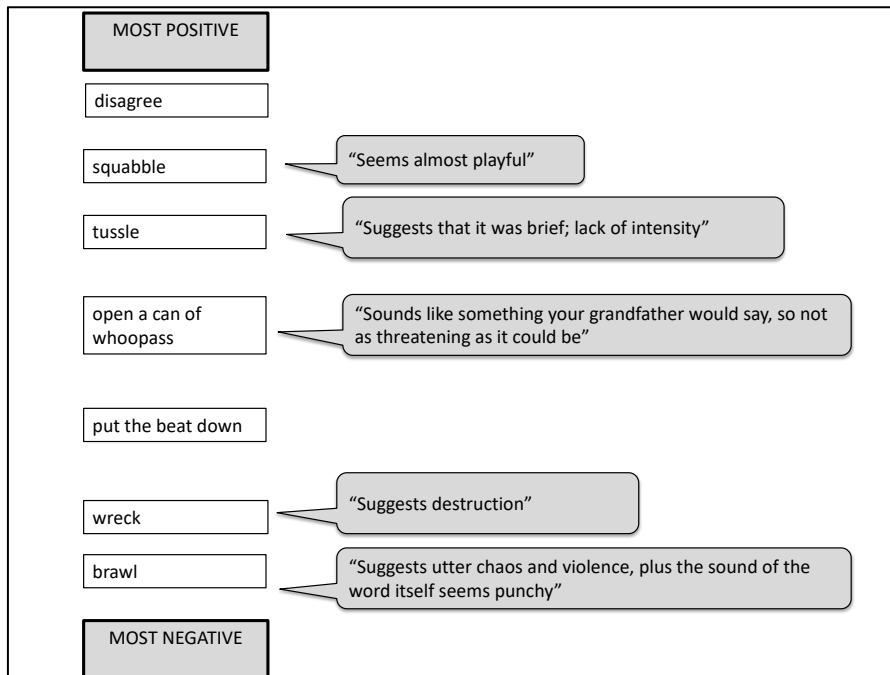 MOST POSITIVE
disagree
squabble
“Seems almost playful”
tussle
“Suggests that it was brief; lack of intensity”
open a can of
whoopass
“Sounds like something your grandfather would say, so not
as threatening as it could be”
put the beat down
wreck
“Suggests destruction”
brawl
“Suggests utter chaos and violence, plus the sound of the
word itself seems punchy”
MOST NEGATIVE